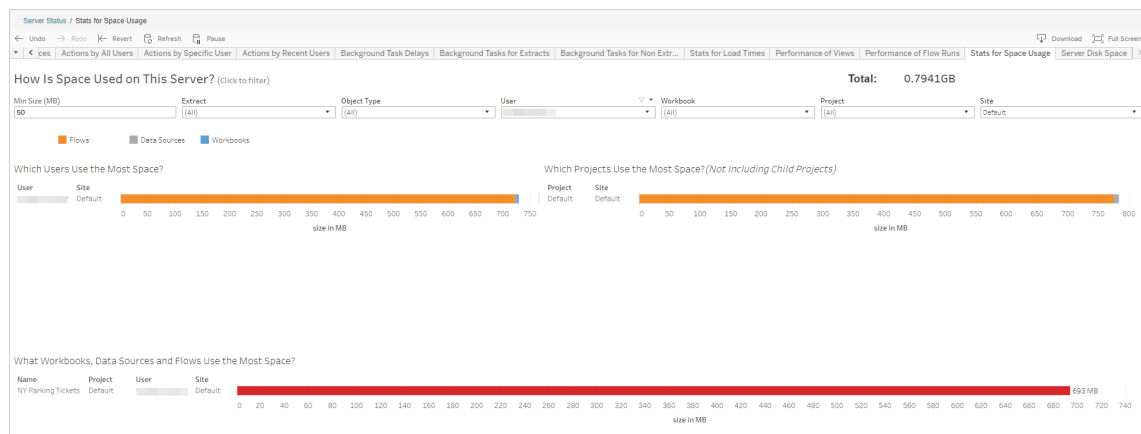 Server Status / Stats for Space Usage
Undo Redo Revert Refresh Pause Download Full Screen
ces Actions by All Users Actions by Specific User Actions by Recent Users Background Task Delays Background Tasks for Extracts Background Tasks for Non Extr... Stats for Load Times Performance of Views Performance of Flow Runs Stats for Space Usage Server Disk Space
How Is Space Used on This Server? (Click to filter) Total: 0.7941GB
Min Size (MB) Extract Object Type User Workbook Project Site
50 (All) (All) (All) (All) Default
Flows Data Sources Workbooks
Which Users Use the Most Space? Which Projects Use the Most Space? (Not Including Child Projects)
User Site Project Site
Default Default Default
0 50 100 150 200 250 300 350 400 450 500 550 600 650 700 750 0 50 100 150 200 250 300 350 400 450 500 550 600 650 700 750 800
size in MB size in MB
What Workbooks, Data Sources and Flows Use the Most Space?
Name Project User Site
NY Parking Tickets Default Default 693 MB
0 20 40 60 80 100 120 140 160 180 200 220 240 260 280 300 320 340 360 380 400 420 440 460 480 500 520 540 560 580 600 620 640 660 680 700 720 740
size in MB